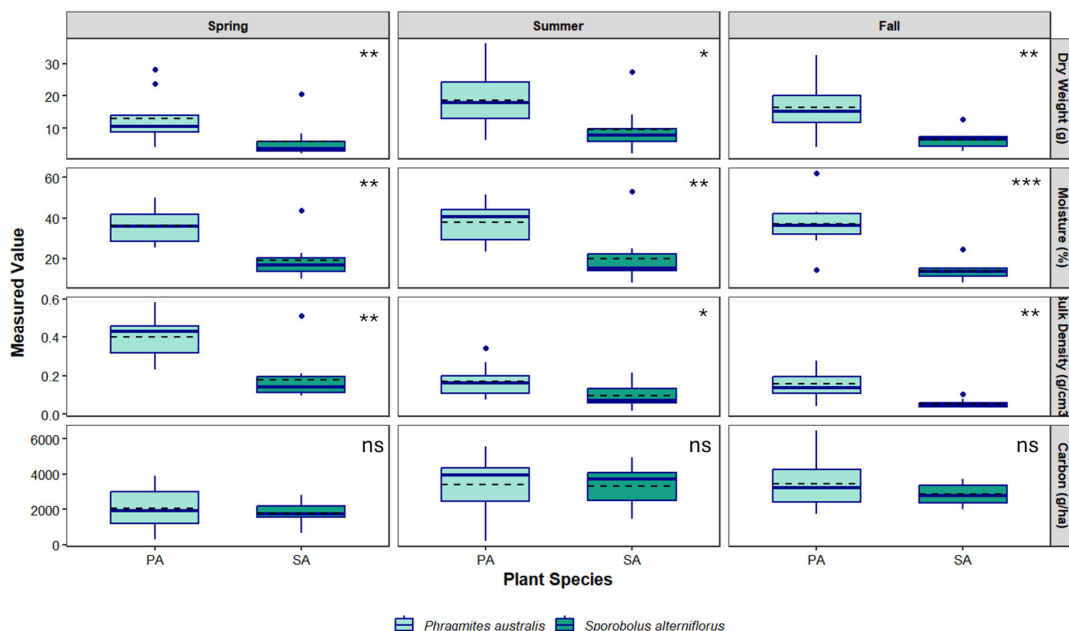 Spring Summer Fall
** * **
30
20
10
Dry Weight (g)
** ** ***
60
40
20
Moisture (%)
Measured Value
** * **
0.6
0.4
0.2
0.0
Bulk Density (g/cm3
ns ns ns
6000
4000
2000
0
Carbon (g/ha)
PA SA PA SA PA SA
Plant Species
Phragmites australis Sporobolus alterniflorus